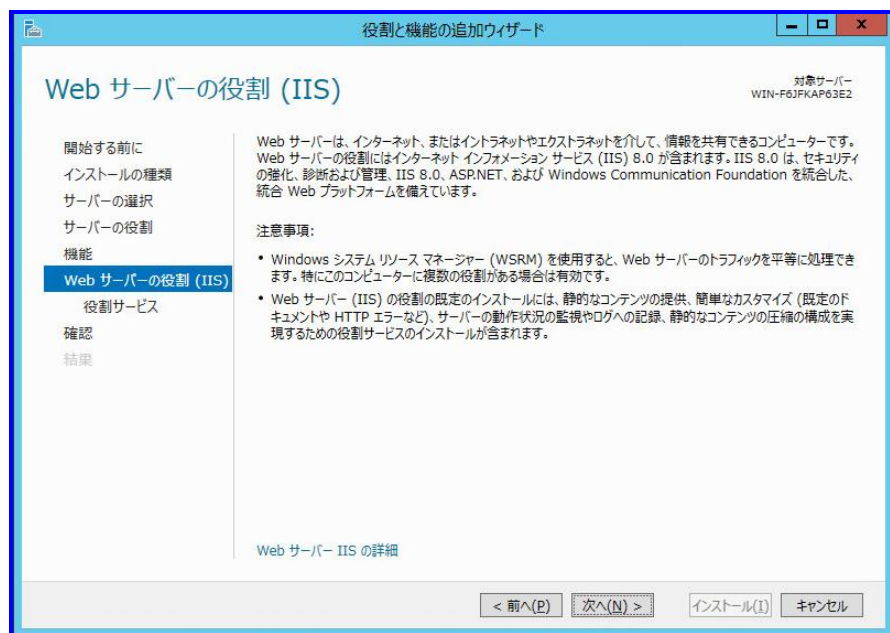 役割と機能の追加ウィザード
Web サーバーの役割 (IIS)
対象サーバー
WIN-F6JFKAP63E2
開始する前に
インストールの種類
サーバーの選択
サーバーの役割
機能
Web サーバーの役割 (IIS)
役割サービス
確認
結果
Web サーバーは、インターネット、またはイントラネットやエクストラネットを介して、情報を共有できるコンピューターです。
Web サーバーの役割にはインターネット インフォメーション サービス (IIS) 8.0 が含まれます。IIS 8.0 は、セキュリティ
の強化、診断および管理、IIS 8.0、ASP.NET、および Windows Communication Foundation を統合した、
統合 Web プラットフォームを備えています。
注意事項:
• Windows システム リソース マネージャー (WSRM) を使用すると、Web サーバーのトラフィックを平等に処理でき
ます。特にこのコンピューターに複数の役割がある場合は有効です。
• Web サーバー (IIS) の役割の既定のインストールには、静的なコンテンツの提供、簡単なカスタマイズ (既定のド
キュメントや HTTP エラーなど)、サーバーの動作状況の監視やログへの記録、静的なコンテンツの圧縮の構成を実
現するための役割サービスのインストールが含まれます。
Web サーバー IIS の詳細
< 前へ(P)
次へ(N) >
インストール(I)
キャンセル